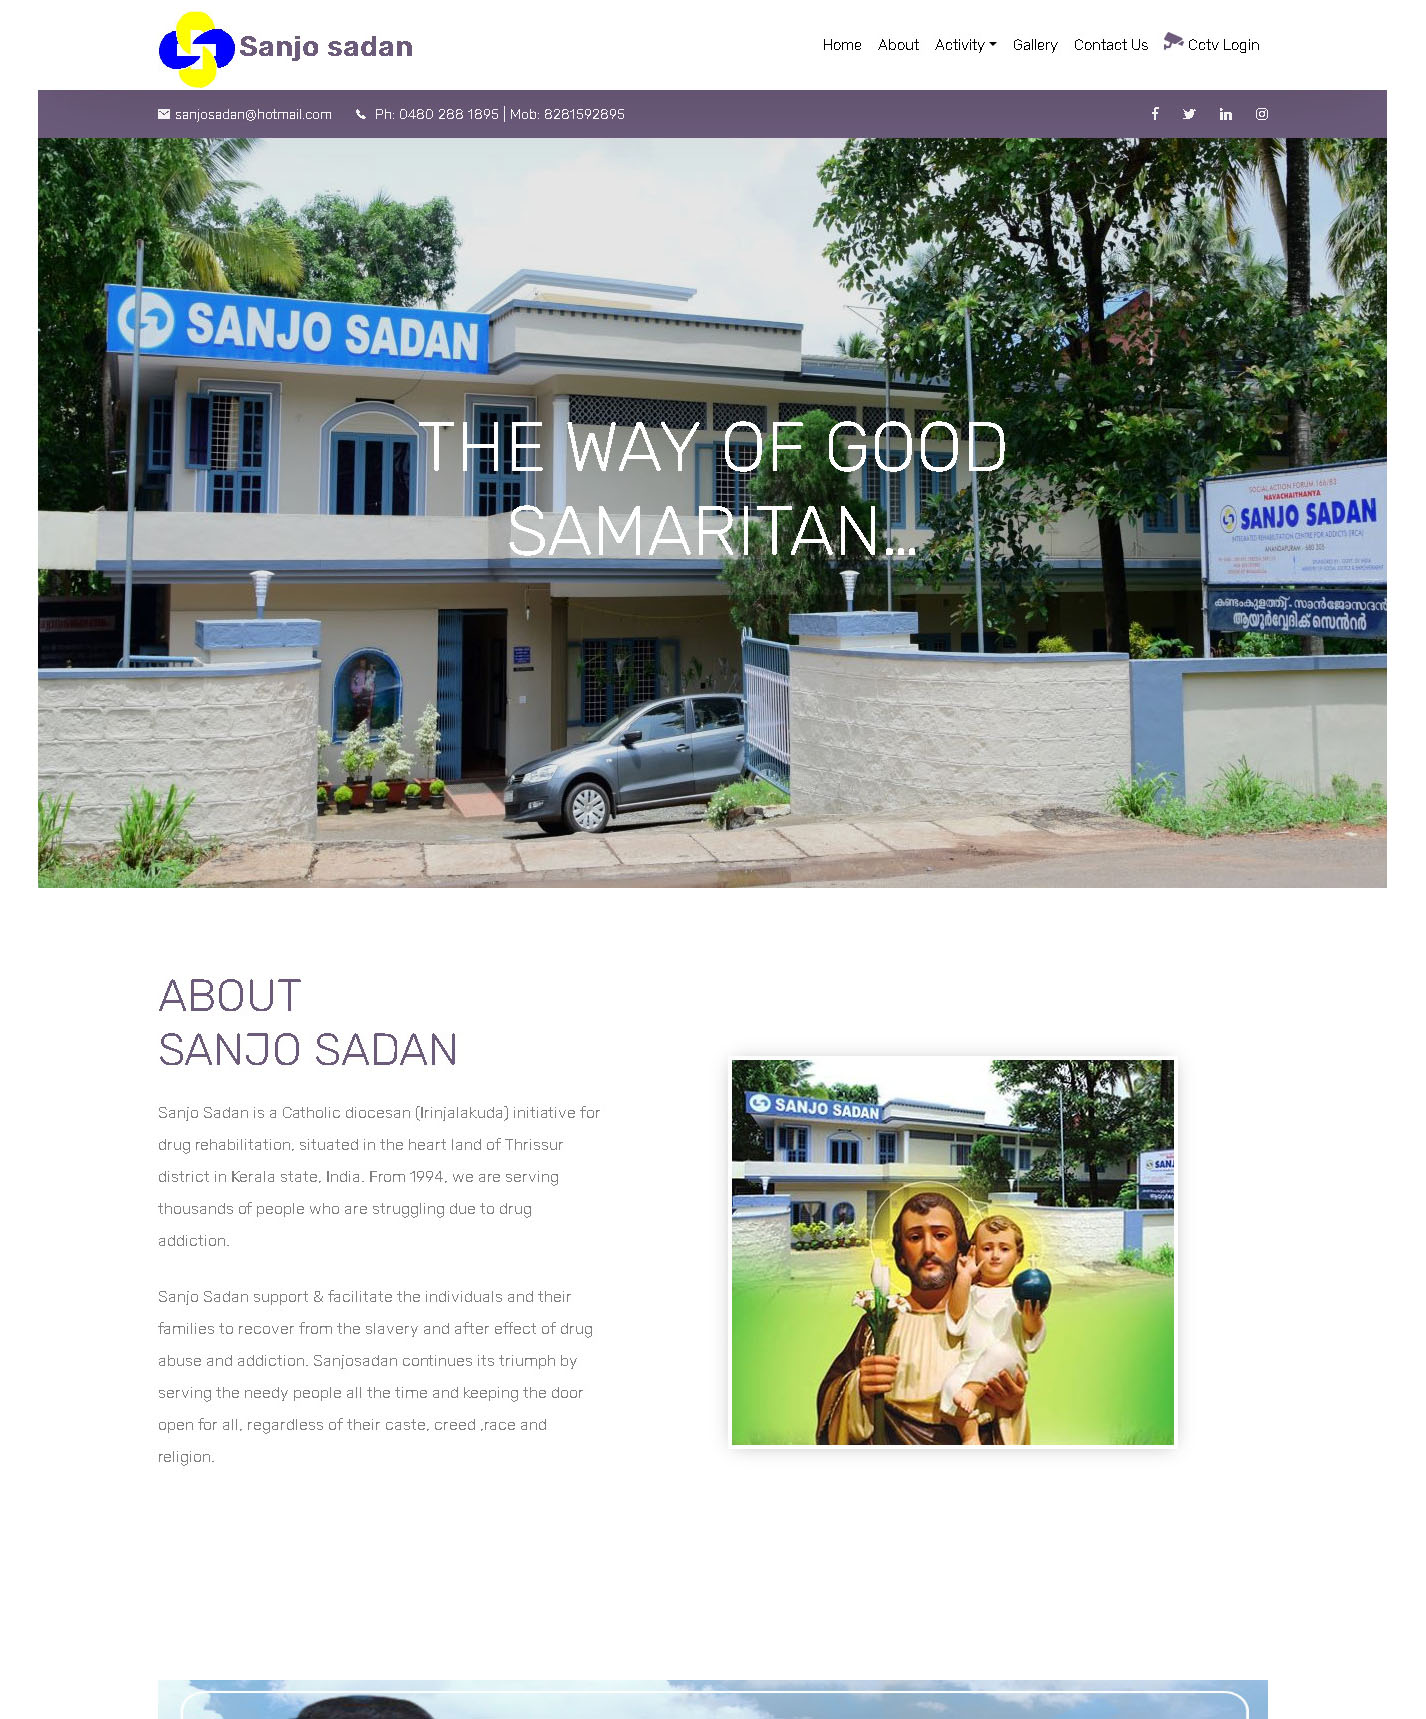 Sanjo sadan
Home About Activity Gallery Contact Us Cctv Login
sanjosadan@hotmail.com Ph: 0480 288 1895 | Mob: 8281592895
SANJO SADAN
THE WAY OF GOOD
SAMARITAN...
SOCIAL ACTION FORUM 166/83
NAVACHAITHANYA
SANJO SADAN
INTEGRATED REHABILITATION CENTRE FOR ADDICTS (IRCA)
ANANDAPURAM - 680 305
കണ്ടംകുളത്തി - സാൻജോസദൻ
ആയുർവ്വേദിക് സെൻറർ
ABOUT
SANJO SADAN
Sanjo Sadan is a Catholic diocesan (Irinjalakuda) initiative for
drug rehabilitation, situated in the heart land of Thrissur
district in Kerala state, India. From 1994, we are serving
thousands of people who are struggling due to drug
addiction.
Sanjo Sadan support & facilitate the individuals and their
families to recover from the slavery and after effect of drug
abuse and addiction. Sanjosadan continues its triumph by
serving the needy people all the time and keeping the door
open for all, regardless of their caste, creed ,race and
religion.
SANJO SADAN